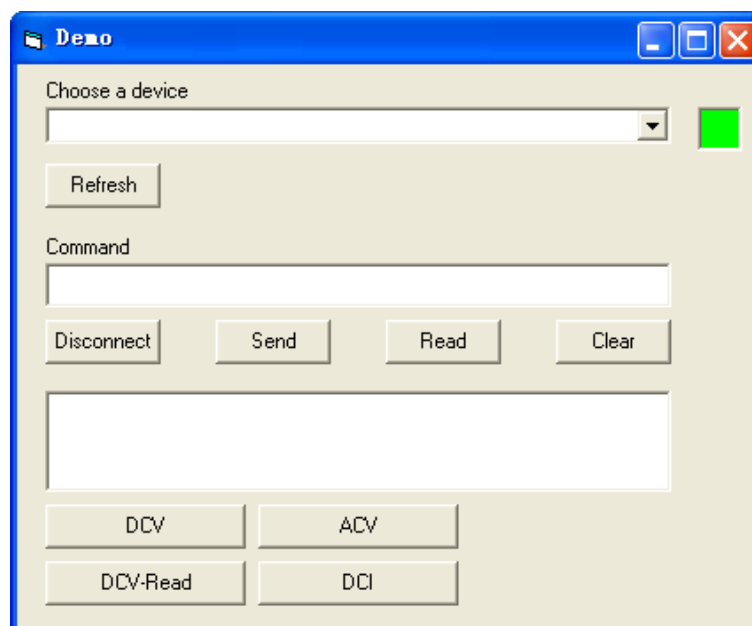 Demo
Choose a device
Refresh
Command
Disconnect Send Read Clear
DCV ACV
DCV-Read DCI